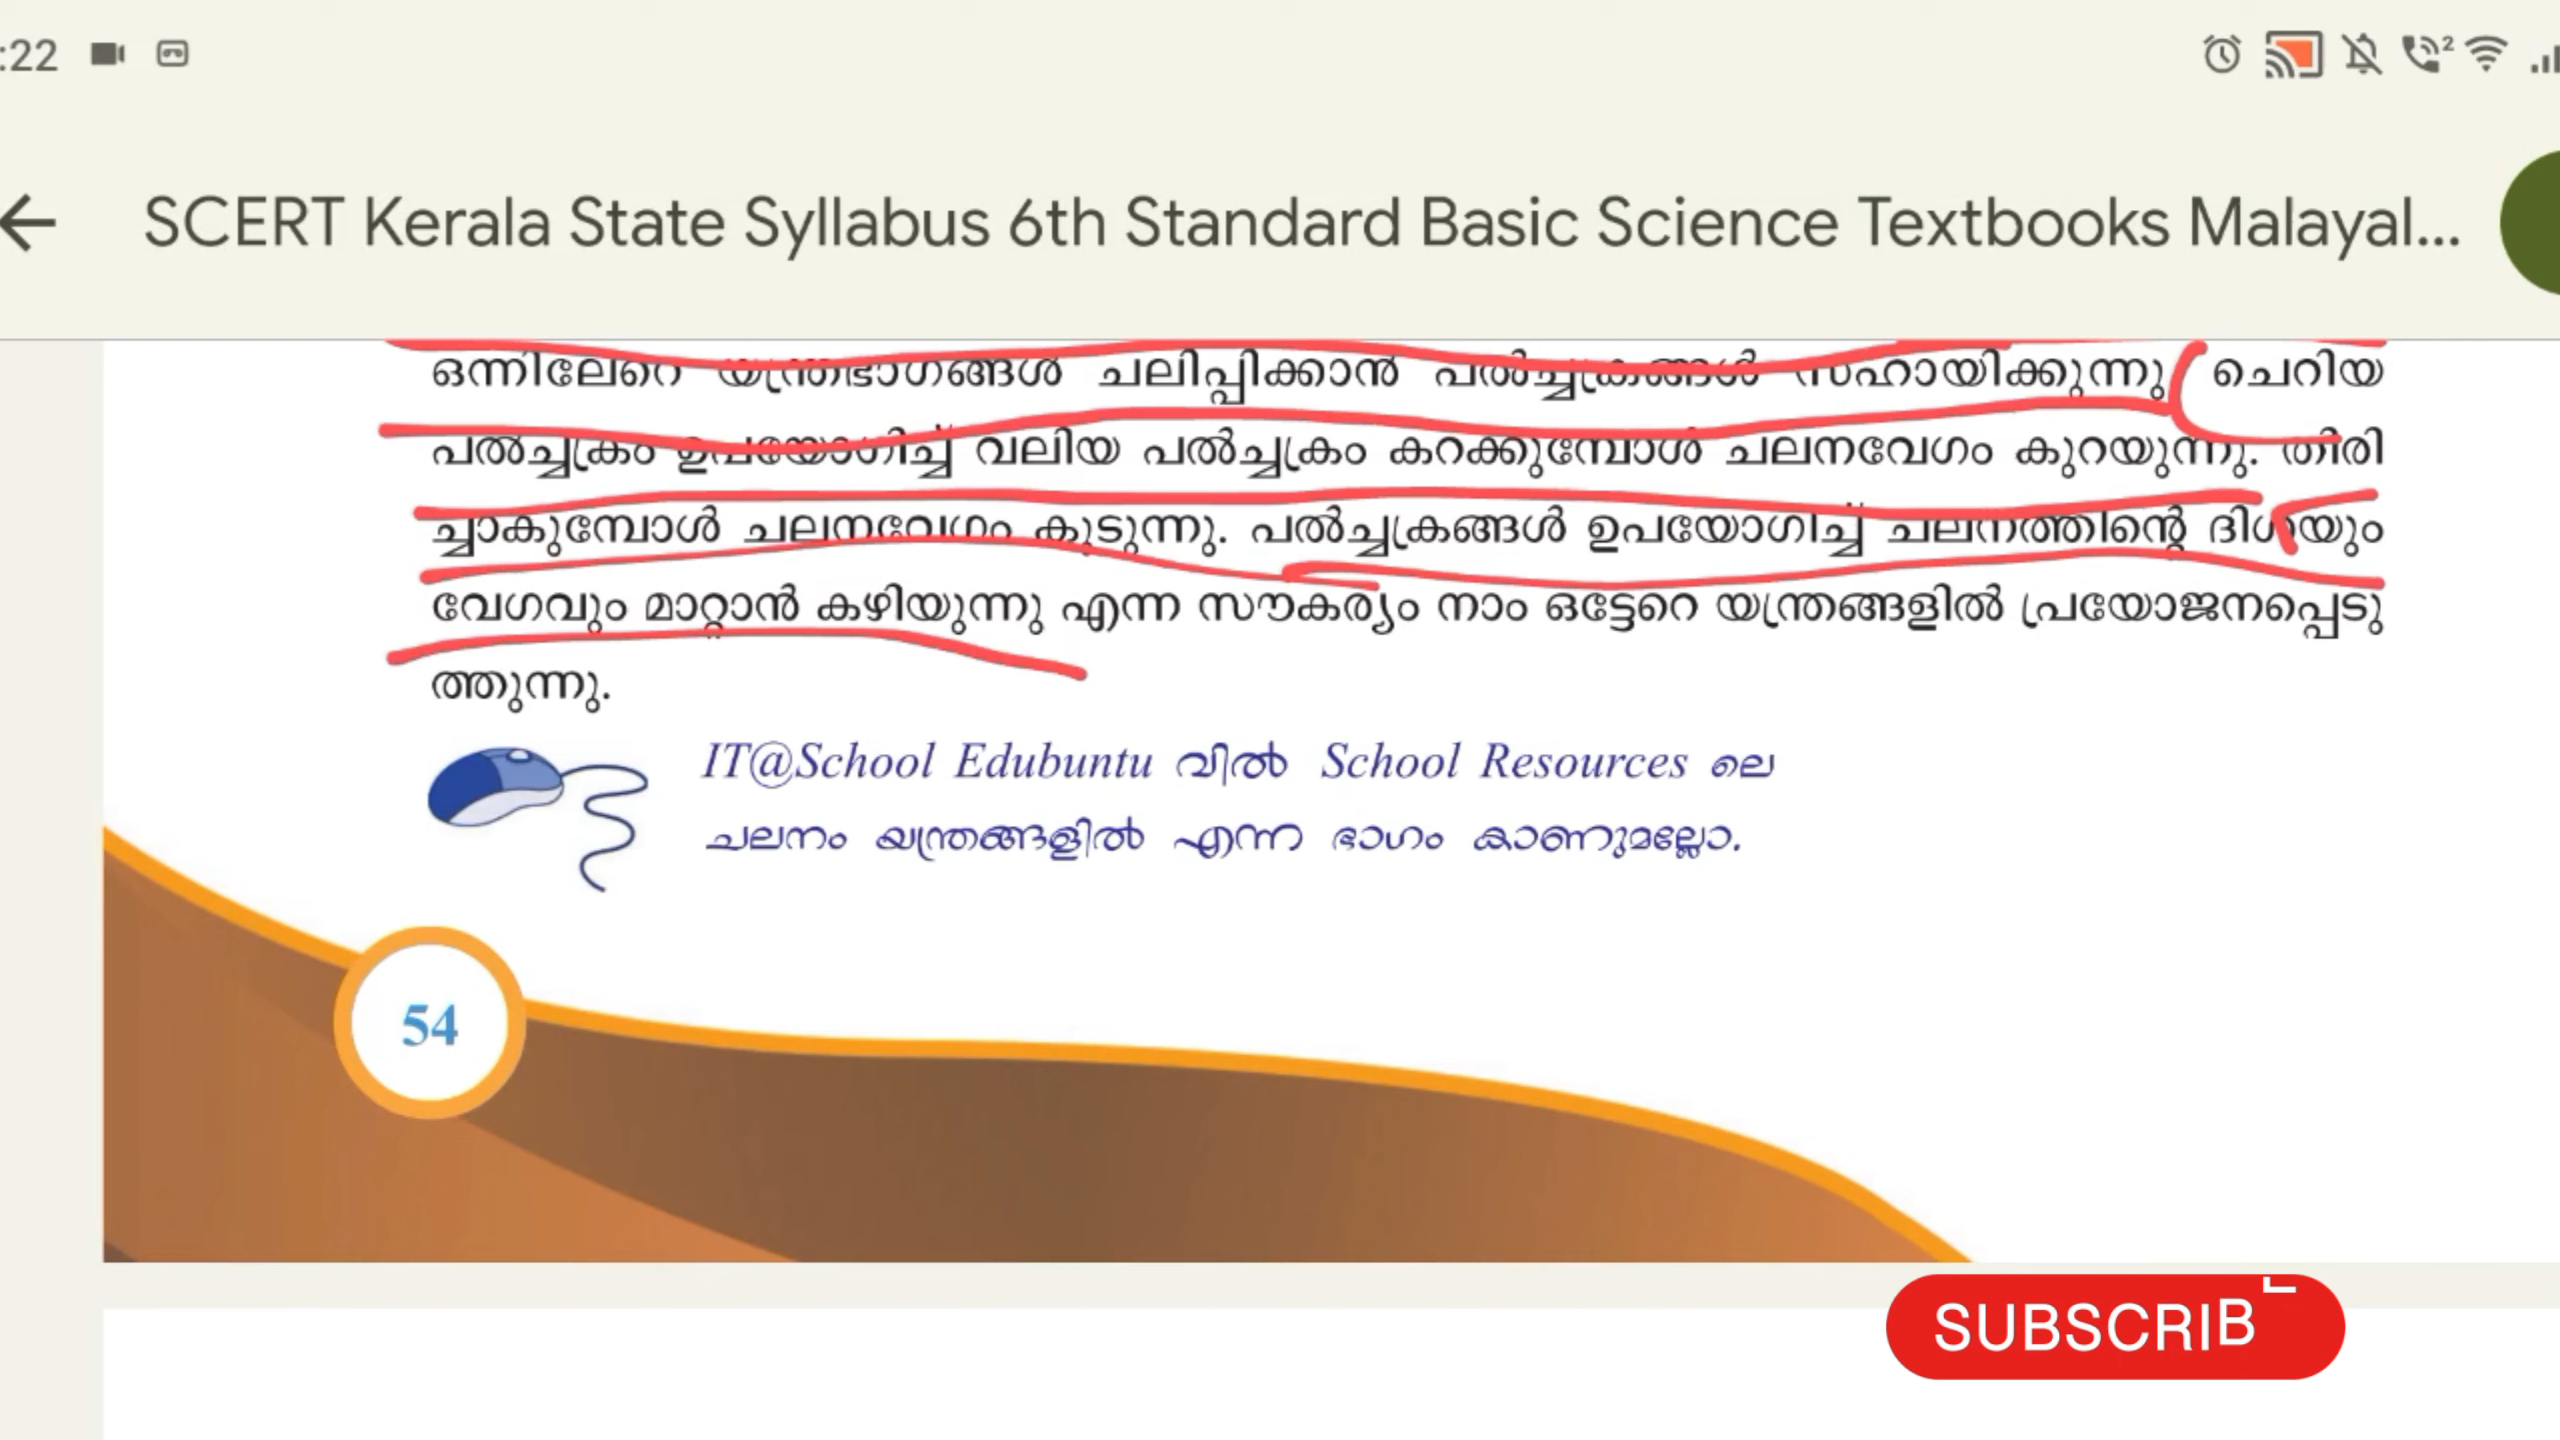 :22
SCERT Kerala State Syllabus 6th Standard Basic Science Textbooks Malayal...
ഒന്നിലേറെ യന്ത്രഭാഗങ്ങൾ ചലിപ്പിക്കാൻ പൽച്ചക്രങ്ങൾ സഹായിക്കുന്നു. ചെറിയ
പൽച്ചക്രം ഉപയോഗിച്ച് വലിയ പൽച്ചക്രം കറക്കുമ്പോൾ ചലനവേഗം കുറയുന്നു. തിരി
ച്ചാകുമ്പോൾ ചലനവേഗം കൂടുന്നു. പൽച്ചക്രങ്ങൾ ഉപയോഗിച്ച് ചലനത്തിന്റെ ദിശയും
വേഗവും മാറ്റാൻ കഴിയുന്നു എന്ന സൗകര്യം നാം ഒട്ടേറെ യന്ത്രങ്ങളിൽ പ്രയോജനപ്പെടു
ത്തുന്നു.
IT@School Edubuntu വിൽ School Resources ലെ
ചലനം യന്ത്രങ്ങളിൽ എന്ന ഭാഗം കാണുമല്ലോ.
54
SUBSCRIB